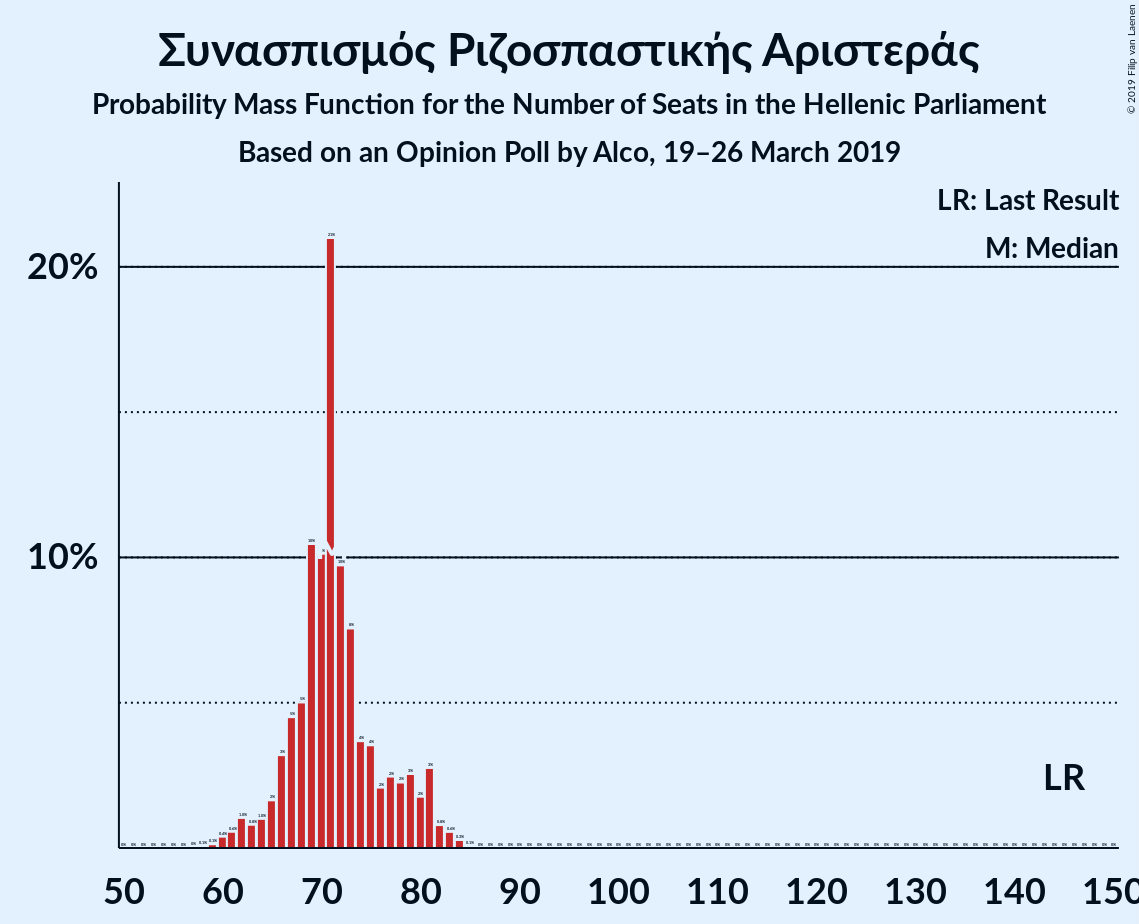 Συνασπισμός Ριζοσπαστικής Αριστεράς
Probability Mass Function for the Number of Seats in the Hellenic Parliament
Based on an Opinion Poll by Alco, 19–26 March 2019
© 2019 Filip van Laenen
LR: Last Result
M: Median
20%
10%
M
LR
50 60 70 80 90 100 110 120 130 140 150